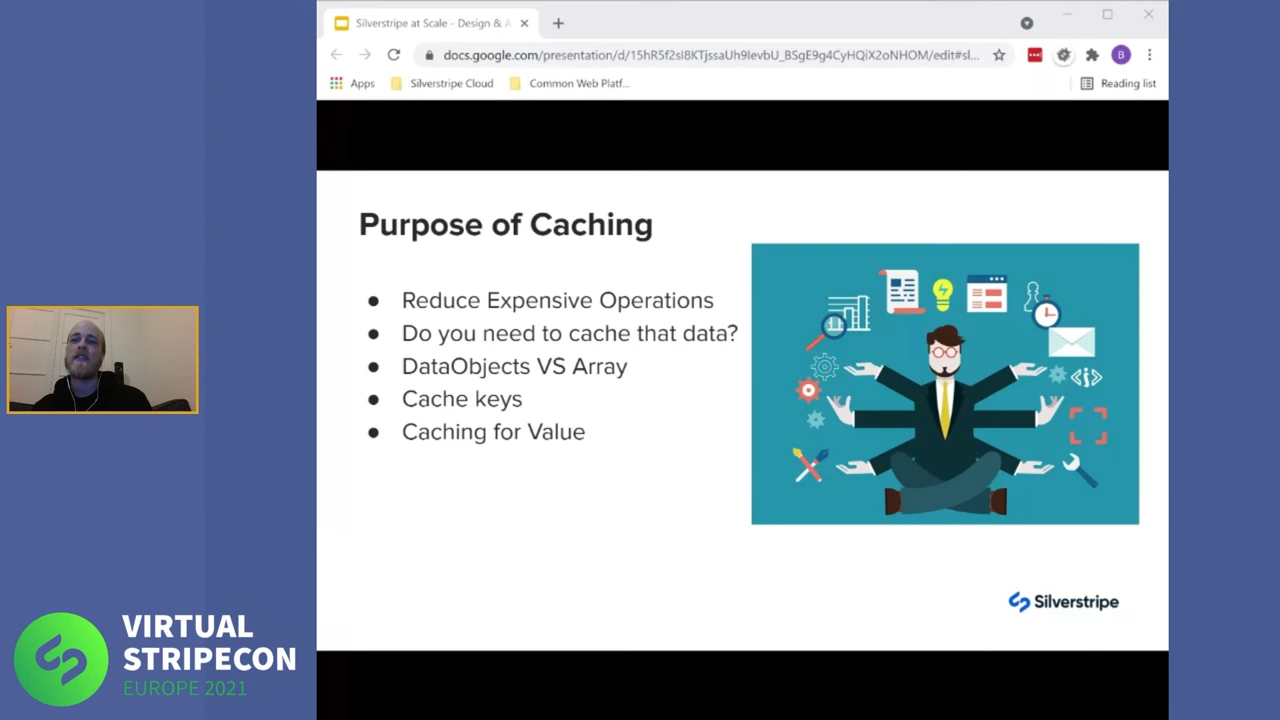 Silverstripe at Scale - Design & A
docs.google.com/presentation/d/15hR5f2sI8KTjssaUh9IevbU_BSgE9g4CyHQiX2oNHOM/edit#sl...
B
Apps
Silverstripe Cloud
Common Web Platf...
Reading list
Purpose of Caching
● Reduce Expensive Operations
● Do you need to cache that data?
● DataObjects VS Array
● Cache keys
● Caching for Value
Silverstripe
VIRTUAL
STRIPECON
EUROPE 2021